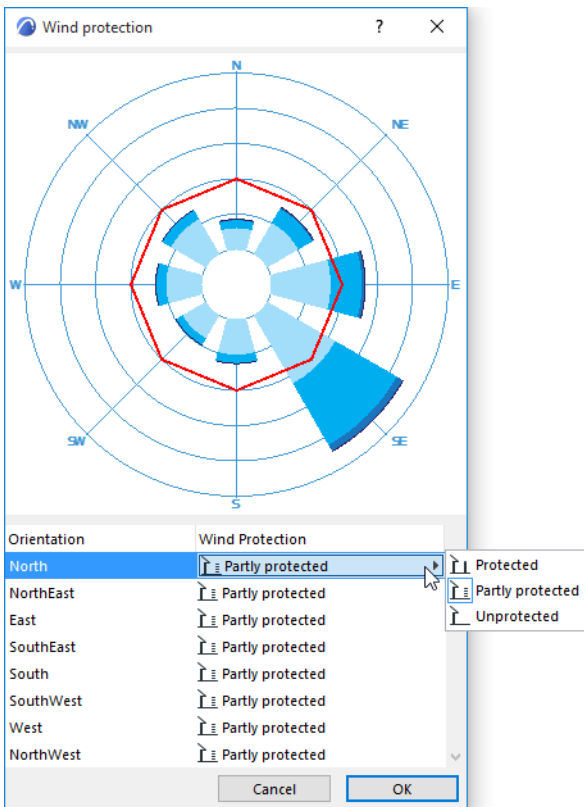 Wind protection ?
N
NW NE
W E
SW SE
S
Orientation Wind Protection
North Partly protected
Protected
Partly protected
Unprotected
NorthEast Partly protected
East Partly protected
SouthEast Partly protected
South Partly protected
SouthWest Partly protected
West Partly protected
NorthWest Partly protected
Cancel OK